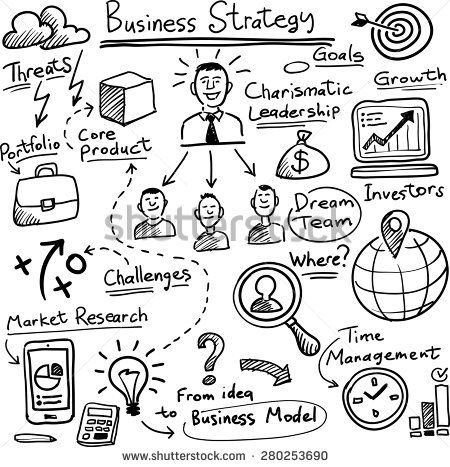 Business Strategy
Goals
Threats
Growth
Charismatic
Leadership
Core
Product
Portfolio
$
Investors
Dream
Team
Where?
Challenges
Market Research
Time
Management
?
From idea
to Business Model
shutterstock
www.shutterstock.com · 280253690